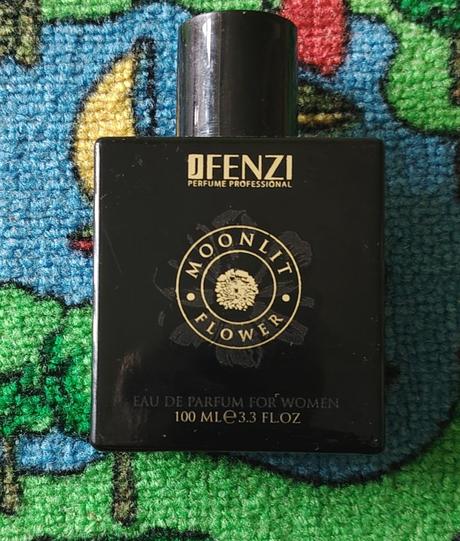 JFENZI
PERFUME PROFESSIONAL
MOONLIT
FLOWER
EAU DE PARFUM FOR WOMEN
100 ML℮3.3 FL.OZ